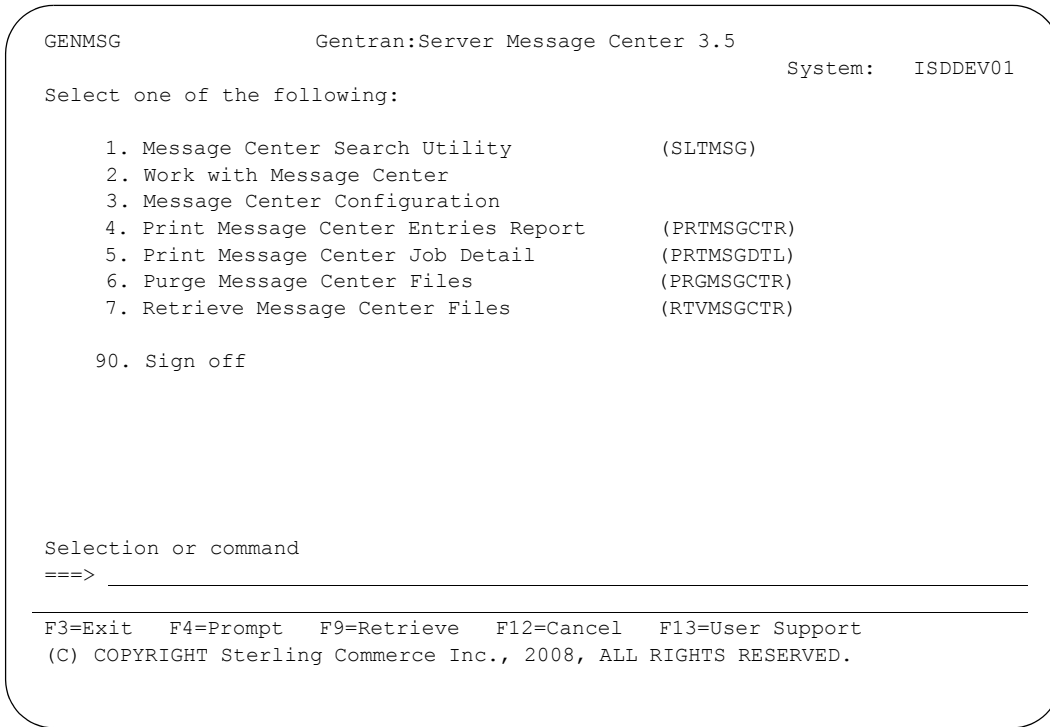 GENMSG Gentran:Server Message Center 3.5
System: ISDDEV01
Select one of the following:
1. Message Center Search Utility (SLTMSG)
2. Work with Message Center
3. Message Center Configuration
4. Print Message Center Entries Report (PRTMSGCTR)
5. Print Message Center Job Detail (PRTMSGDTL)
6. Purge Message Center Files (PRGMSGCTR)
7. Retrieve Message Center Files (RTVMSGCTR)
90. Sign off
Selection or command
===>
F3=Exit F4=Prompt F9=Retrieve F12=Cancel F13=User Support
(C) COPYRIGHT Sterling Commerce Inc., 2008, ALL RIGHTS RESERVED.